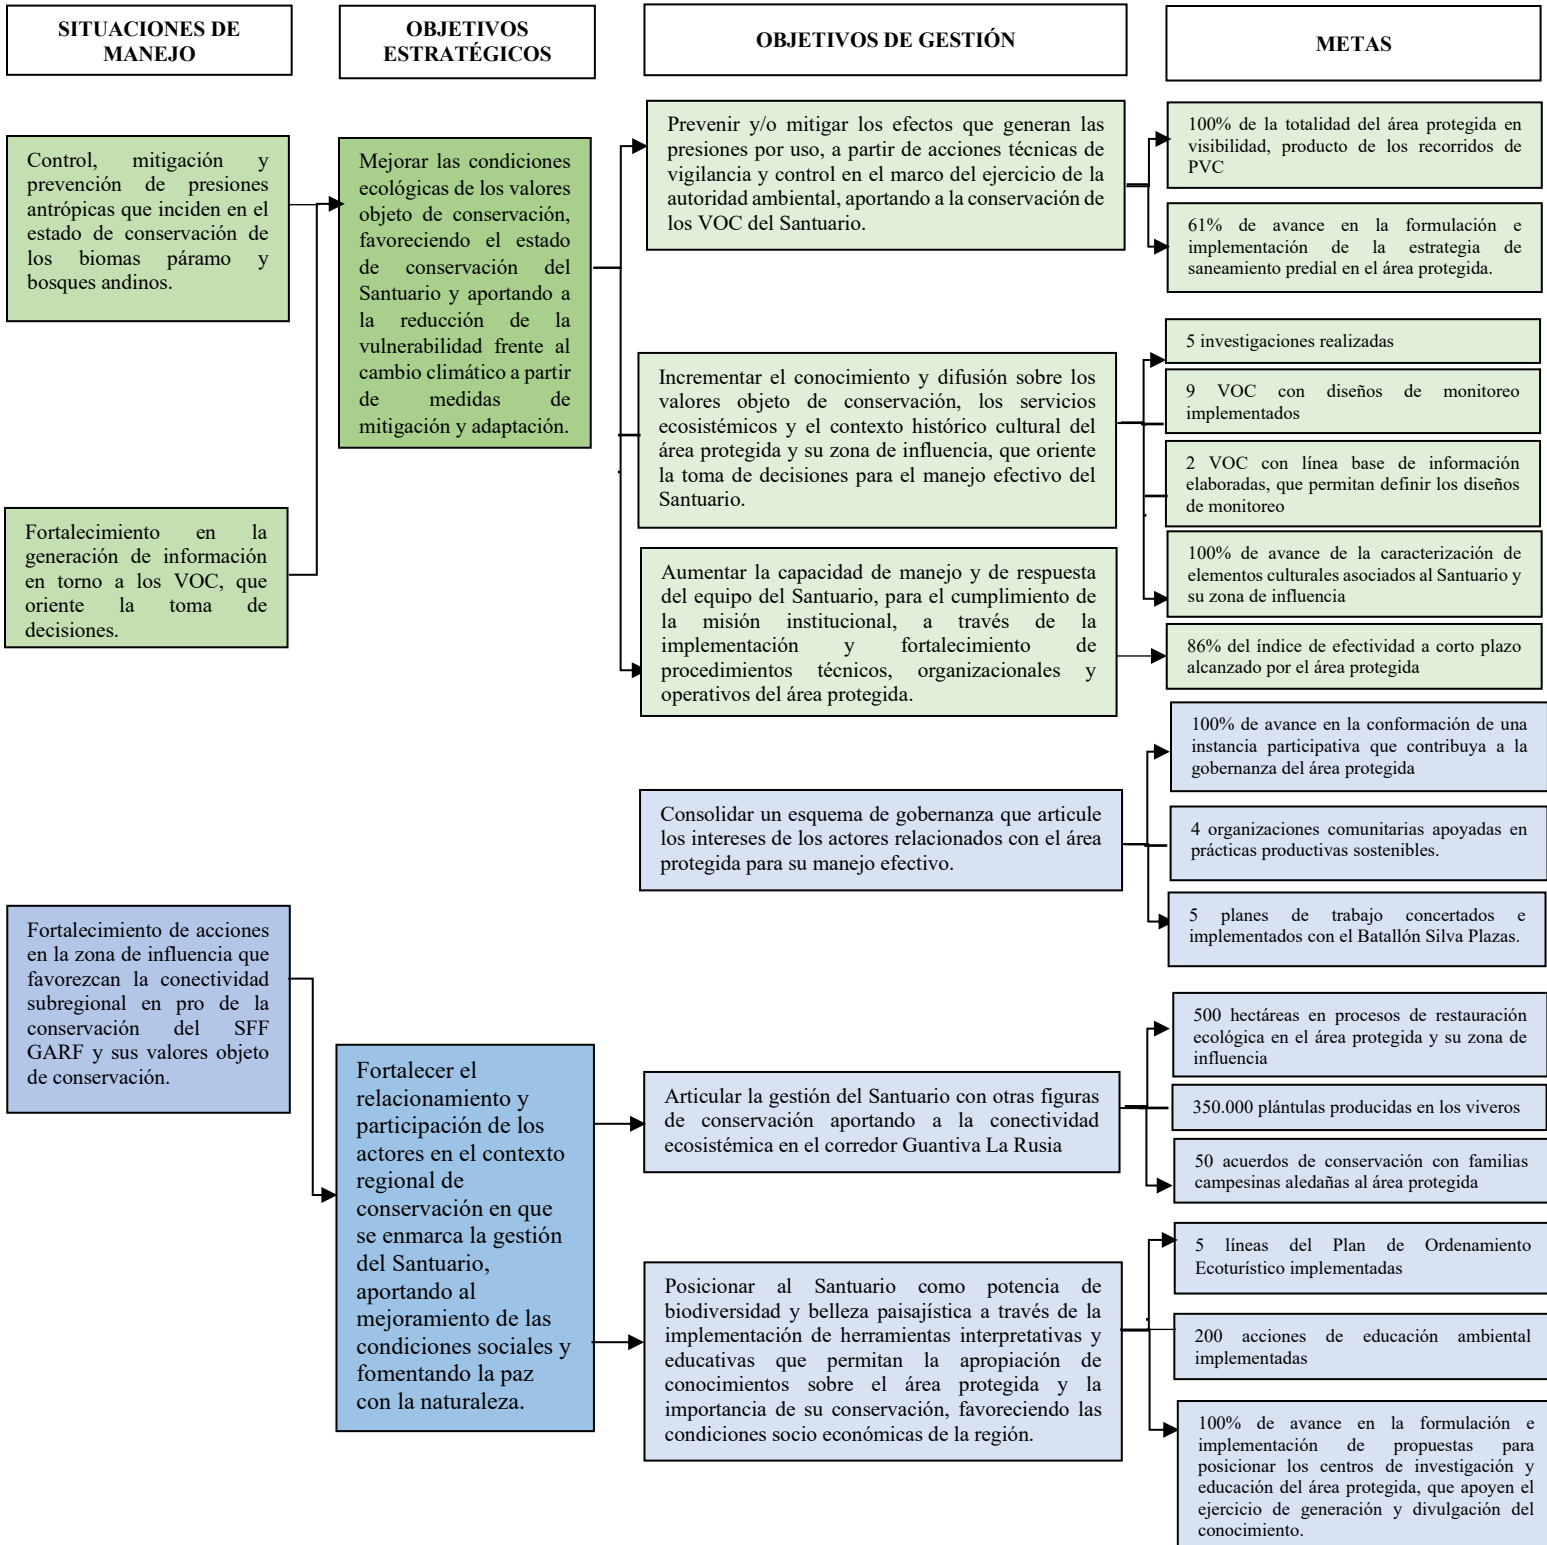 SITUACIONES DE
MANEJO
OBJETIVOS
ESTRATÉGICOS
OBJETIVOS DE GESTIÓN
METAS
Control, mitigación y
prevención de presiones
antrópicas que inciden en el
estado de conservación de
los biomas páramo y
bosques andinos.
Fortalecimiento en la
generación de información
en torno a los VOC, que
oriente la toma de
decisiones.
Mejorar las condiciones
ecológicas de los valores
objeto de conservación,
favoreciendo el estado
de conservación del
Santuario y aportando a
la reducción de la
vulnerabilidad frente al
cambio climático a partir
de medidas de
mitigación y adaptación.
Prevenir y/o mitigar los efectos que generan las
presiones por uso, a partir de acciones técnicas de
vigilancia y control en el marco del ejercicio de la
autoridad ambiental, aportando a la conservación de
los VOC del Santuario.
100% de la totalidad del área protegida en
visibilidad, producto de los recorridos de
PVC
61% de avance en la formulación e
implementación de la estrategia de
saneamiento predial en el área protegida.
Incrementar el conocimiento y difusión sobre los
valores objeto de conservación, los servicios
ecosistémicos y el contexto histórico cultural del
área protegida y su zona de influencia, que oriente
la toma de decisiones para el manejo efectivo del
Santuario.
5 investigaciones realizadas
9 VOC con diseños de monitoreo
implementados
2 VOC con línea base de información
elaboradas, que permitan definir los diseños
de monitoreo
100% de avance de la caracterización de
elementos culturales asociados al Santuario y
su zona de influencia
Aumentar la capacidad de manejo y de respuesta
del equipo del Santuario, para el cumplimiento de
la misión institucional, a través de la
implementación y fortalecimiento de
procedimientos técnicos, organizacionales y
operativos del área protegida.
86% del índice de efectividad a corto plazo
alcanzado por el área protegida
Fortalecimiento de acciones
en la zona de influencia que
favorezcan la conectividad
subregional en pro de la
conservación del SFF
GARF y sus valores objeto
de conservación.
Fortalecer el
relacionamiento y
participación de los
actores en el contexto
regional de
conservación en que
se enmarca la gestión
del Santuario,
aportando al
mejoramiento de las
condiciones sociales y
fomentando la paz
con la naturaleza.
Consolidar un esquema de gobernanza que articule
los intereses de los actores relacionados con el área
protegida para su manejo efectivo.
100% de avance en la conformación de una
instancia participativa que contribuya a la
gobernanza del área protegida
4 organizaciones comunitarias apoyadas en
prácticas productivas sostenibles.
5 planes de trabajo concertados e
implementados con el Batallón Silva Plazas.
Articular la gestión del Santuario con otras figuras
de conservación aportando a la conectividad
ecosistémica en el corredor Guantiva La Rusia
500 hectáreas en procesos de restauración
ecológica en el área protegida y su zona de
influencia
350.000 plántulas producidas en los viveros
50 acuerdos de conservación con familias
campesinas aledañas al área protegida
Posicionar al Santuario como potencia de
biodiversidad y belleza paisajística a través de la
implementación de herramientas interpretativas y
educativas que permitan la apropiación de
conocimientos sobre el área protegida y la
importancia de su conservación, favoreciendo las
condiciones socio económicas de la región.
5 líneas del Plan de Ordenamiento
Ecoturístico implementadas
200 acciones de educación ambiental
implementadas
100% de avance en la formulación e
implementación de propuestas para
posicionar los centros de investigación y
educación del área protegida, que apoyen el
ejercicio de generación y divulgación del
conocimiento.